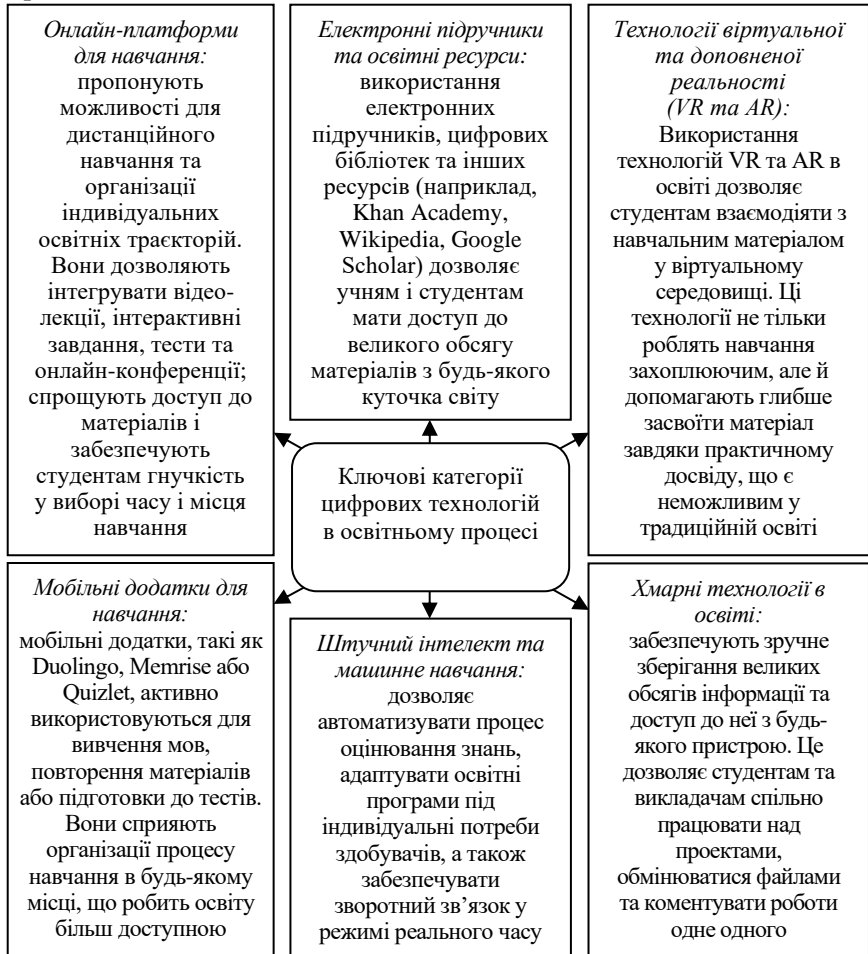 Онлайн-платформи
для навчання:
пропонують
можливості для
дистанційного
навчання та
організації
індивідуальних
освітніх траєкторій.
Вони дозволяють
інтегрувати відео-
лекції, інтерактивні
завдання, тести та
онлайн-конференції;
спрощують доступ до
матеріалів і
забезпечують
студентам гнучкість
у виборі часу і місця
навчання
Електронні підручники
та освітні ресурси:
використання
електронних
підручників, цифрових
бібліотек та інших
ресурсів (наприклад,
Khan Academy,
Wikipedia, Google
Scholar) дозволяє
учням і студентам
мати доступ до
великого обсягу
матеріалів з будь-якого
куточка світу
Технології віртуальної
та доповненої
реальності
(VR та AR):
Використання
технологій VR та AR в
освіті дозволяє
студентам взаємодіяти з
навчальним матеріалом
у віртуальному
середовищі. Ці
технології не тільки
роблять навчання
захоплюючим, але й
допомагають глибше
засвоїти матеріал
завдяки практичному
досвіду, що є
неможливим у
традиційній освіті
Ключові категорії
цифрових технологій
в освітньому процесі
Мобільні додатки для
навчання:
мобільні додатки, такі як
Duolingo, Memrise або
Quizlet, активно
використовуються для
вивчення мов,
повторення матеріалів
або підготовки до тестів.
Вони сприяють
організації процесу
навчання в будь-якому
місці, що робить освіту
більш доступною
Штучний інтелект та
машинне навчання:
дозволяє
автоматизувати процес
оцінювання знань,
адаптувати освітні
програми під
індивідуальні потреби
здобувачів, а також
забезпечувати
зворотний зв’язок у
режимі реального часу
Хмарні технології в
освіті:
забезпечують зручне
зберігання великих
обсягів інформації та
доступ до неї з будь-
якого пристрою. Це
дозволяє студентам та
викладачам спільно
працювати над
проектами,
обмінюватися файлами
та коментувати роботи
одне одного